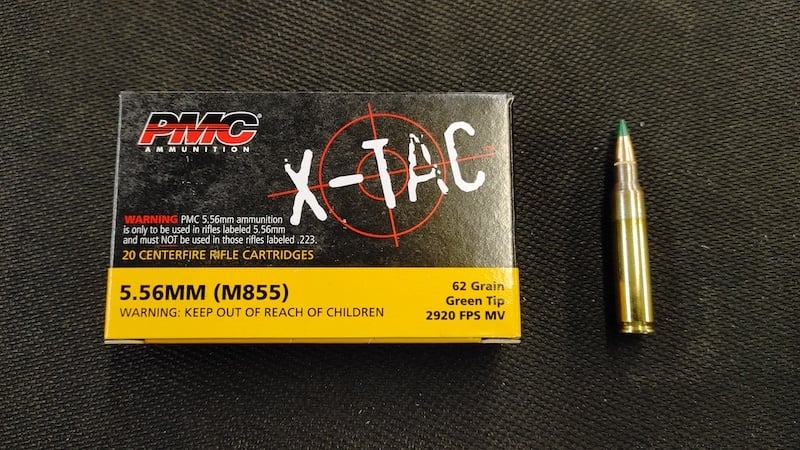 PMC®
AMMUNITION
X-TAC
WARNING PMC 5.56mm ammunition
is only to be used in rifles labeled 5.56mm
and must NOT be used in those rifles labeled .223.
20 CENTERFIRE RIFLE CARTRIDGES
5.56MM (M855)
WARNING: KEEP OUT OF REACH OF CHILDREN
62 Grain
Green Tip
2920 FPS MV